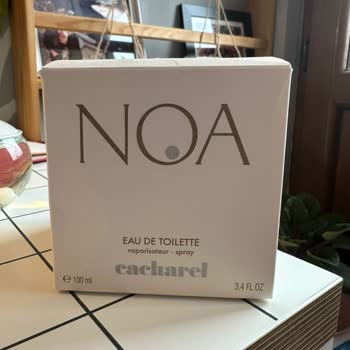 NOA
EAU DE TOILETTE
vaporisateur - spray
cacharel
℮ 100 ml 3.4 FL.OZ